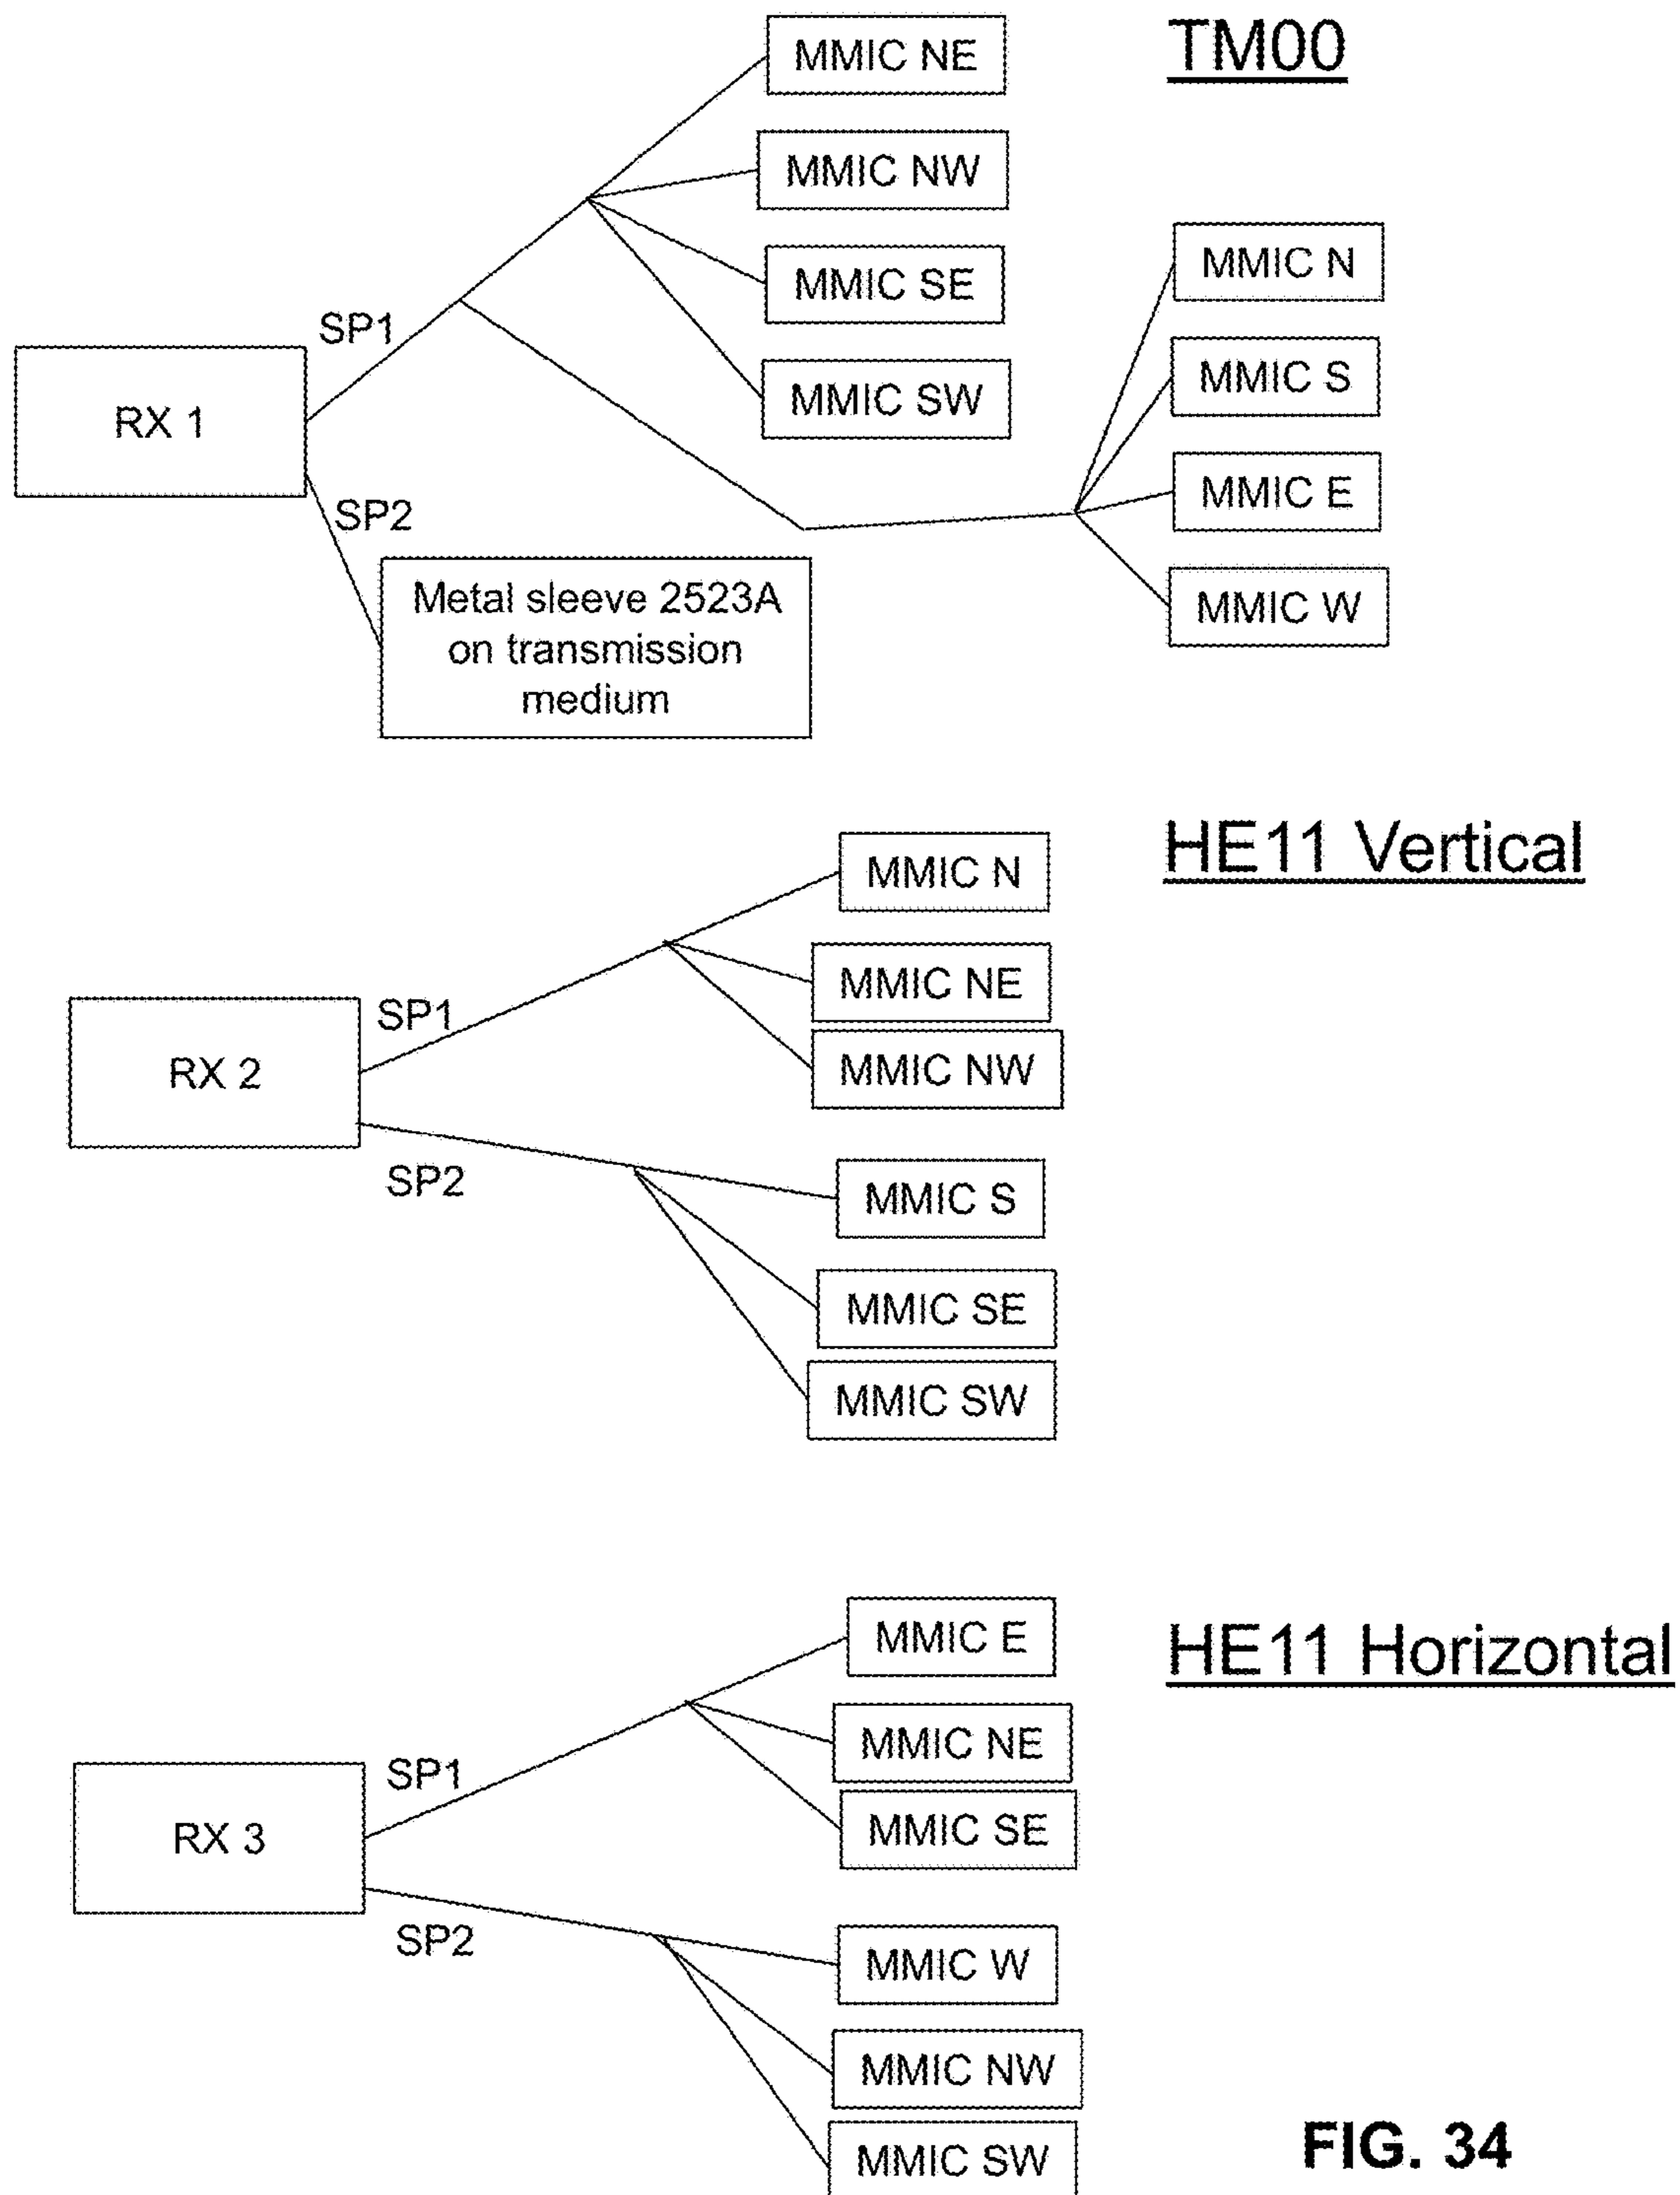 TM00
MMIC NE
MMIC NW
MMIC SE
MMIC SW
MMIC N
MMIC S
MMIC E
MMIC W
SP1
RX 1
SP2
Metal sleeve 2523A
on transmission
medium
HE11 Vertical
MMIC N
MMIC NE
MMIC NW
SP1
RX 2
SP2
MMIC S
MMIC SE
MMIC SW
HE11 Horizontal
MMIC E
MMIC NE
MMIC SE
SP1
RX 3
SP2
MMIC W
MMIC NW
MMIC SW
FIG. 34